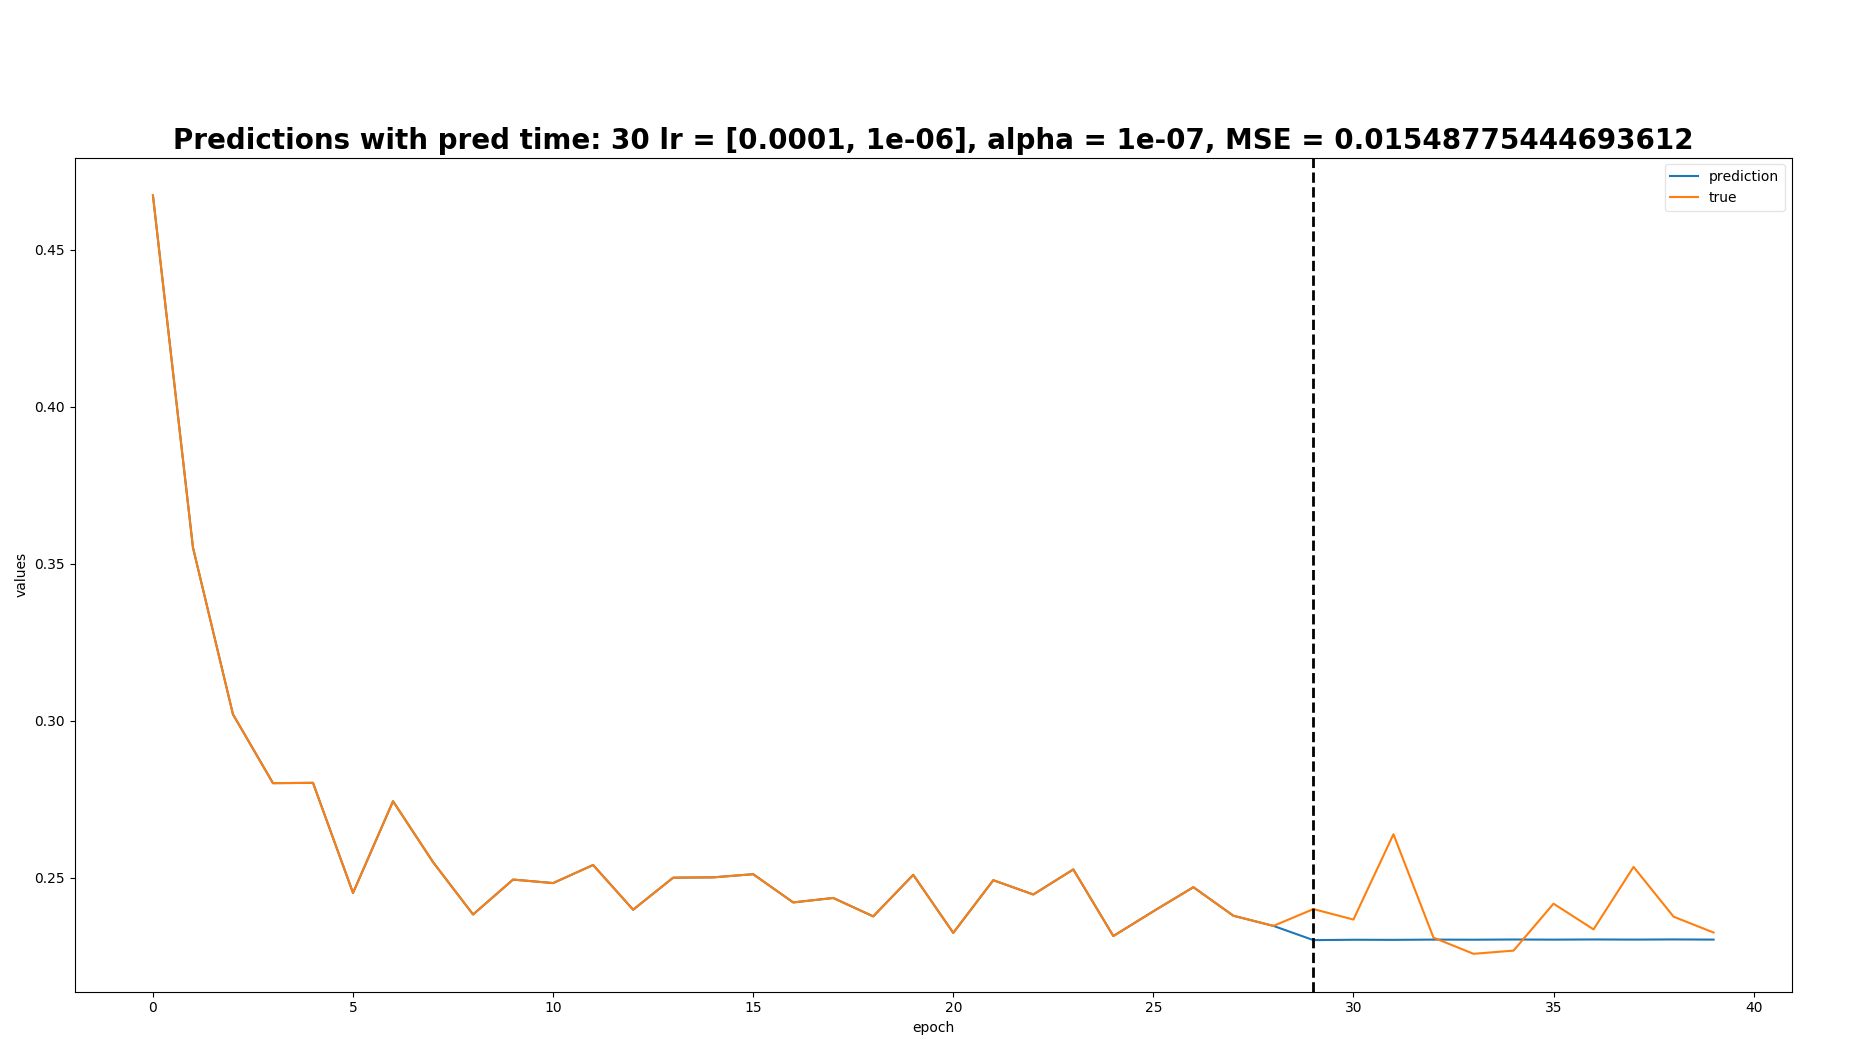 Predictions with pred time: 30 lr = [0.0001, 1e-06], alpha = 1e-07, MSE = 0.01548775444693612
prediction
true
values
0.45
0.40
0.35
0.30
0.25
0
5
10
15
20
25
30
35
40
epoch